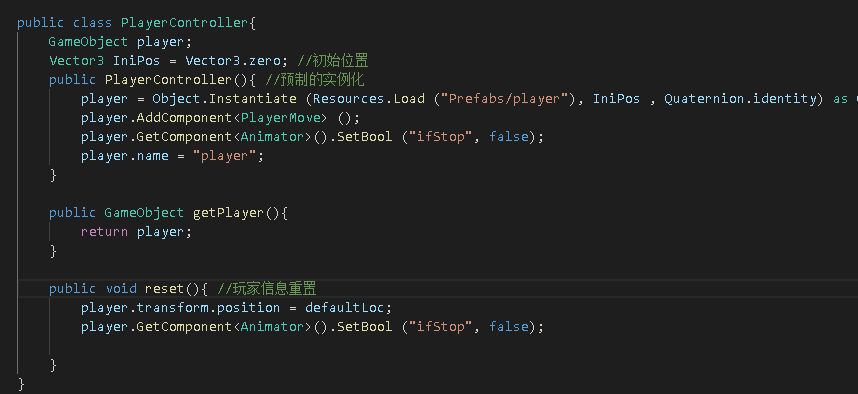 public class PlayerController{
GameObject player;
Vector3 IniPos = Vector3.zero; //初始位置
public PlayerController(){ //预制的实例化
player = Object.Instantiate (Resources.Load ("Prefabs/player"), IniPos , Quaternion.identity) as
player.AddComponent<PlayerMove> ();
player.GetComponent<Animator>().SetBool ("ifStop", false);
player.name = "player";
}
public GameObject getPlayer(){
return player;
}
public void reset(){ //玩家信息重置
player.transform.position = defaultLoc;
player.GetComponent<Animator>().SetBool ("ifStop", false);
}
}